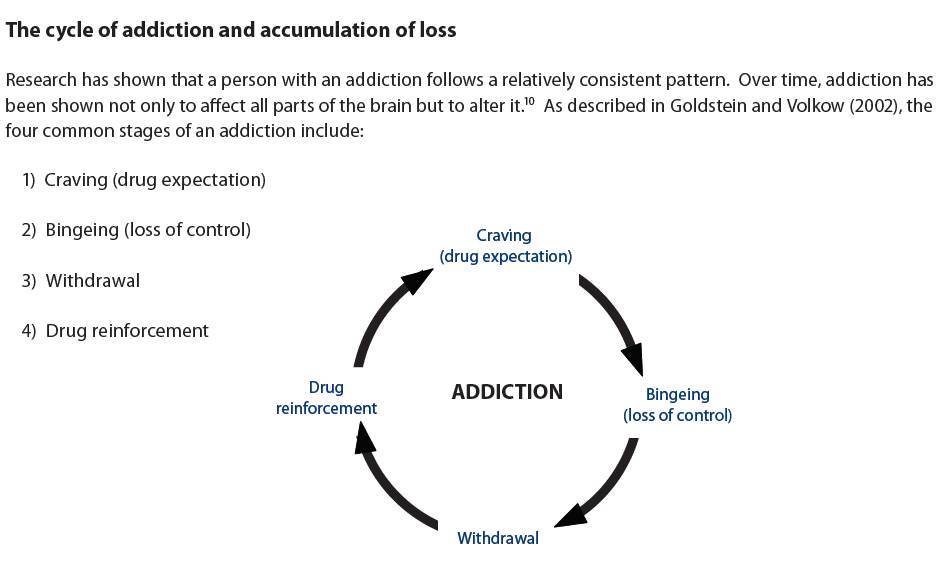 The cycle of addiction and accumulation of loss
Research has shown that a person with an addiction follows a relatively consistent pattern.  Over time, addiction has
been shown not only to affect all parts of the brain but to alter it.¹⁰  As described in Goldstein and Volkow (2002), the
four common stages of an addiction include:
1)  Craving (drug expectation)
2)  Bingeing (loss of control)
3)  Withdrawal
4)  Drug reinforcement
Craving
(drug expectation)
Drug
reinforcement
ADDICTION
Bingeing
(loss of control)
Withdrawal